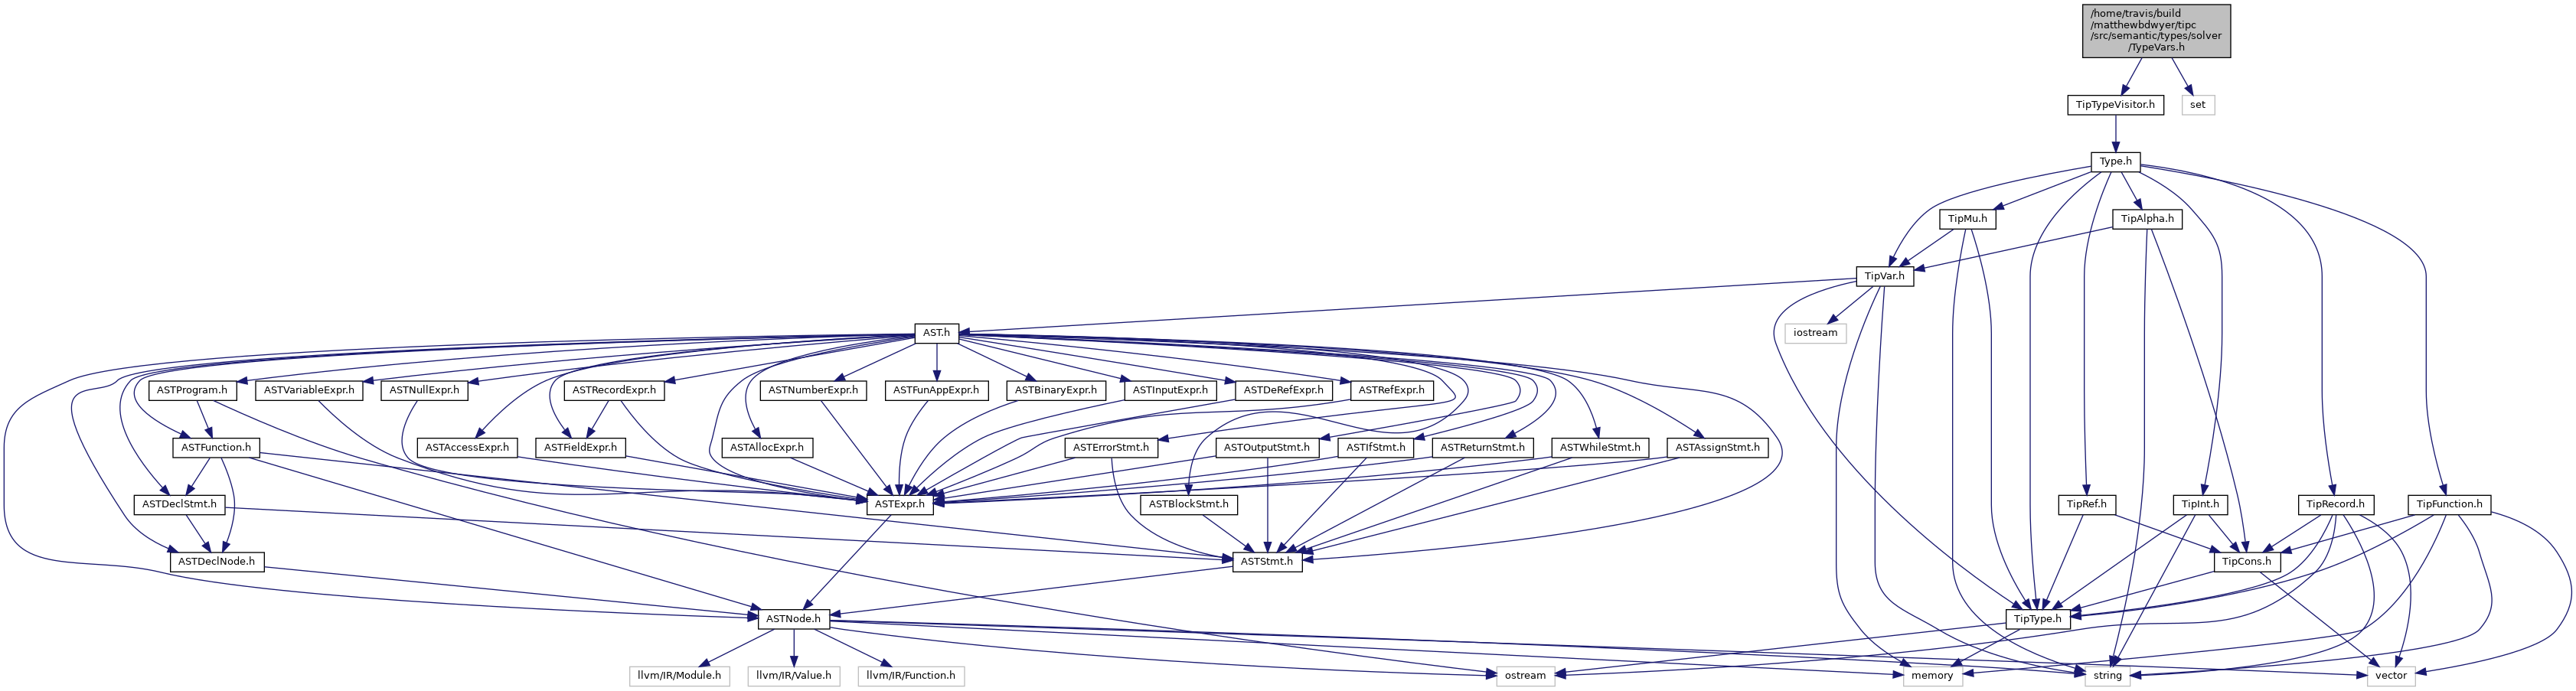 /home/travis/build
/matthewbdwyer/tipc
/src/semantic/types/solver
/TypeVars.h
TipTypeVisitor.h
set
Type.h
TipMu.h
TipAlpha.h
TipVar.h
AST.h
iostream
ASTProgram.h
ASTVariableExpr.h
ASTNullExpr.h
ASTRecordExpr.h
ASTNumberExpr.h
ASTFunAppExpr.h
ASTBinaryExpr.h
ASTInputExpr.h
ASTDeRefExpr.h
ASTRefExpr.h
ASTFunction.h
ASTAccessExpr.h
ASTFieldExpr.h
ASTAllocExpr.h
ASTErrorStmt.h
ASTOutputStmt.h
ASTIfStmt.h
ASTReturnStmt.h
ASTWhileStmt.h
ASTAssignStmt.h
ASTDeclStmt.h
ASTExpr.h
ASTBlockStmt.h
TipRef.h
TipInt.h
TipRecord.h
TipFunction.h
ASTDeclNode.h
ASTStmt.h
TipCons.h
ASTNode.h
TipType.h
llvm/IR/Module.h
llvm/IR/Value.h
llvm/IR/Function.h
ostream
memory
string
vector